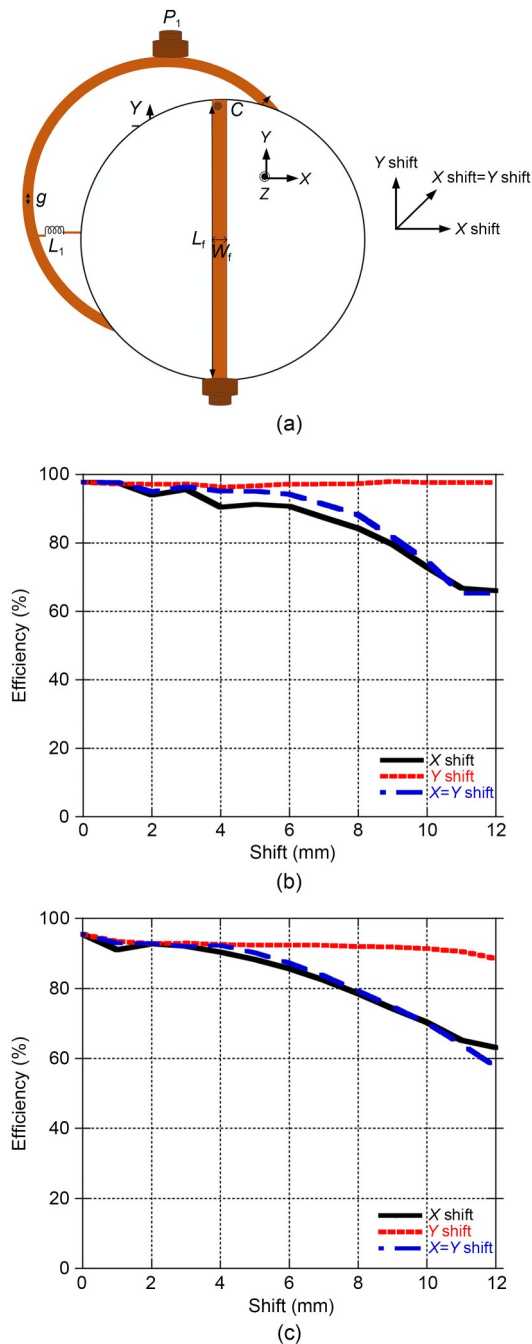 P1
Y
C
Y
X
Z
g
L1
Lf
Wf
Y shift
X shift=Y shift
X shift
(a)
100
80
60
40
20
0
Efficiency (%)
X shift
Y shift
X=Y shift
0 2 4 6 8 10 12
Shift (mm)
(b)
100
80
60
40
20
0
Efficiency (%)
X shift
Y shift
X=Y shift
0 2 4 6 8 10 12
Shift (mm)
(c)